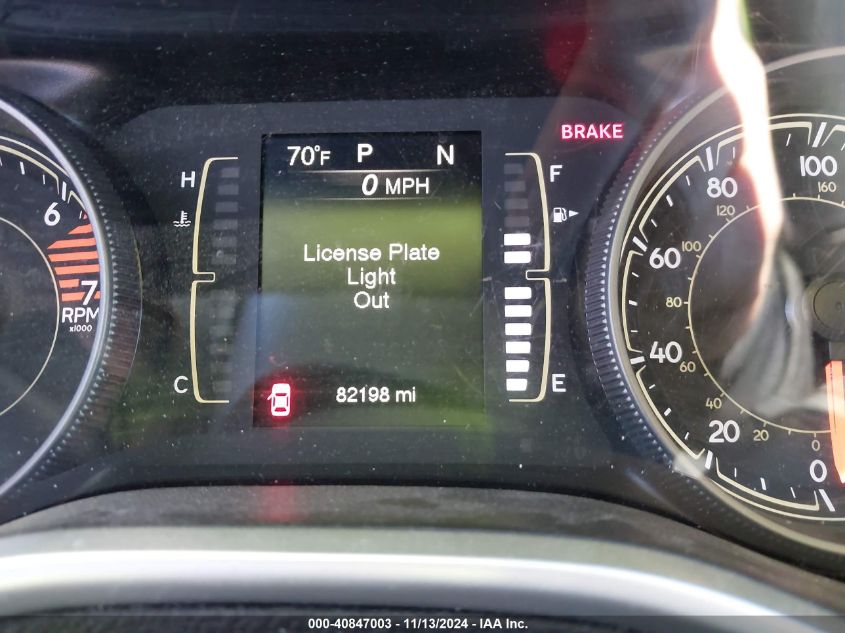 BRAKE
70°F P N
0 MPH
H
F
License Plate
Light
Out
C
E
82198 mi
6
7
RPM
x1000
100
160
80
120
60
100
80
40
60
40
20
20
0
0
000-40847003 - 11/13/2024 - IAA Inc.